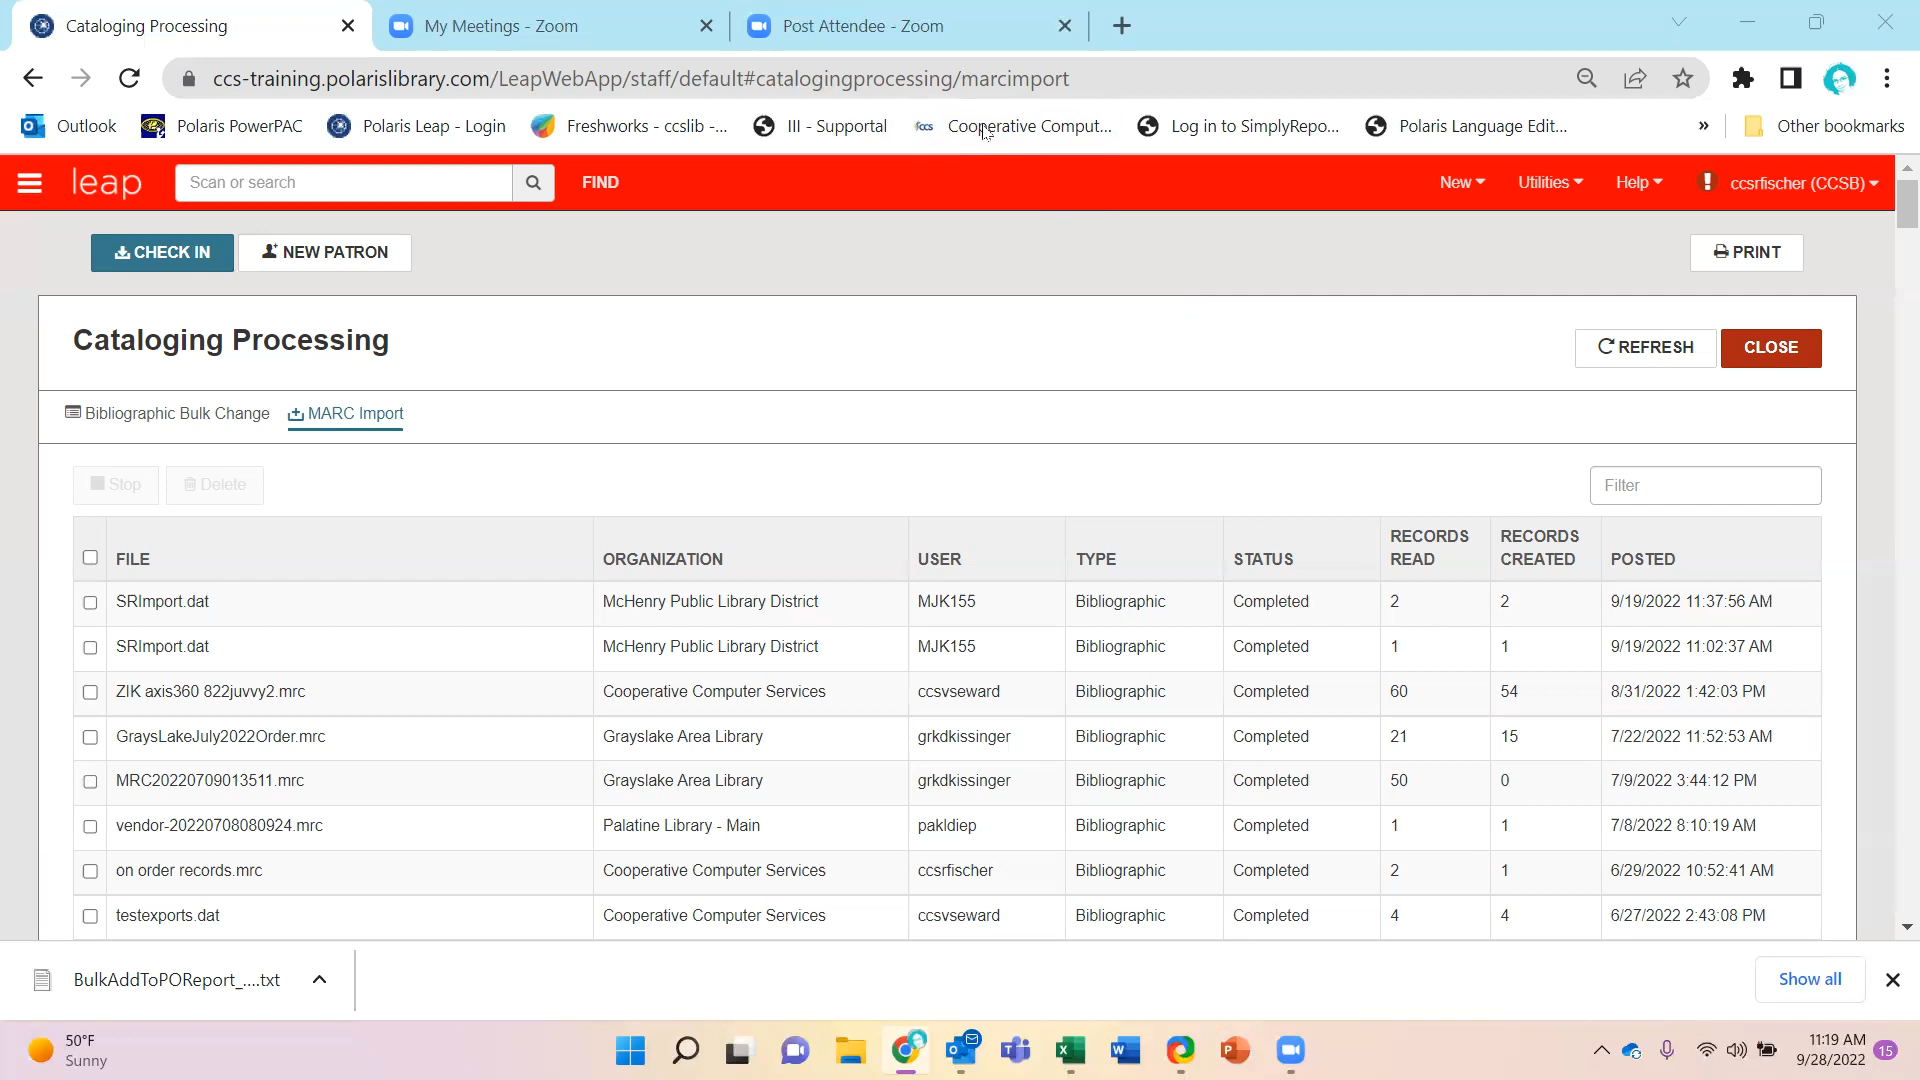 Cataloging Processing
My Meetings - Zoom
Post Attendee - Zoom
ccs-training.polarislibrary.com/LeapWebApp/staff/default#catalogingprocessing/marcimport
Outlook
Polaris PowerPAC
Polaris Leap - Login
Freshworks - ccslib -...
III - Supportal
ccs
Cooperative Comput...
Log in to SimplyRepo...
Polaris Language Edit...
»
Other bookmarks
leap
Scan or search
FIND
New
Utilities
Help
ccsrfischer (CCSB)
CHECK IN
NEW PATRON
PRINT
Cataloging Processing
REFRESH
CLOSE
Bibliographic Bulk Change
MARC Import
Stop
Delete
Filter
FILE ORGANIZATION USER TYPE STATUS RECORDS READ RECORDS CREATED POSTED
SRImport.dat McHenry Public Library District MJK155 Bibliographic Completed 2 2 9/19/2022 11:37:56 AM
SRImport.dat McHenry Public Library District MJK155 Bibliographic Completed 1 1 9/19/2022 11:02:37 AM
ZIK axis360 822juvvy2.mrc Cooperative Computer Services ccsvseward Bibliographic Completed 60 54 8/31/2022 1:42:03 PM
GraysLakeJuly2022Order.mrc Grayslake Area Library grkdkissinger Bibliographic Completed 21 15 7/22/2022 11:52:53 AM
MRC20220709013511.mrc Grayslake Area Library grkdkissinger Bibliographic Completed 50 0 7/9/2022 3:44:12 PM
vendor-20220708080924.mrc Palatine Library - Main pakldiep Bibliographic Completed 1 1 7/8/2022 8:10:19 AM
on order records.mrc Cooperative Computer Services ccsrfischer Bibliographic Completed 2 1 6/29/2022 10:52:41 AM
testexports.dat Cooperative Computer Services ccsvseward Bibliographic Completed 4 4 6/27/2022 2:43:08 PM
BulkAddToPOReport_....txt
Show all
50°F
Sunny
11:19 AM
9/28/2022
15